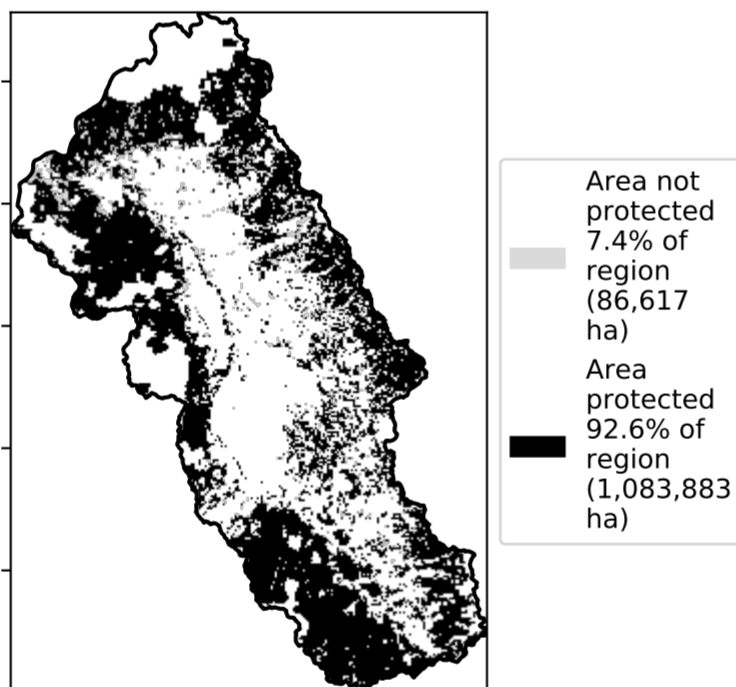 Area not
protected
7.4% of
region
(86,617
ha)
Area
protected
92.6% of
region
(1,083,883
ha)